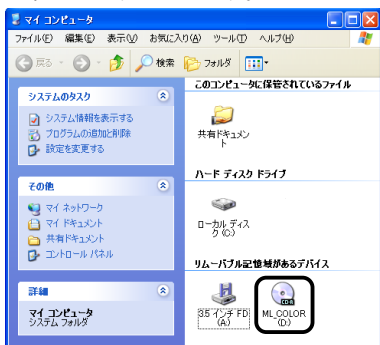 マイ コンピュータ
ファイル(F) 編集(E) 表示(V) お気に入り(A) ツール(T) ヘルプ(H)
戻る 検索 フォルダ
システムのタスク
システム情報を表示する
プログラムの追加と削除
設定を変更する
その他
マイ ネットワーク
マイ ドキュメント
共有ドキュメント
コントロール パネル
詳細
マイ コンピュータ
システム フォルダ
このコンピュータに保管されているファイル
共有ドキュメン
ト
ハード ディスク ドライブ
ローカル ディス
ク (C:)
リムーバブル記憶域があるデバイス
3.5 インチ FD
(A:)
CD-R
ML_COLOR
(D:)